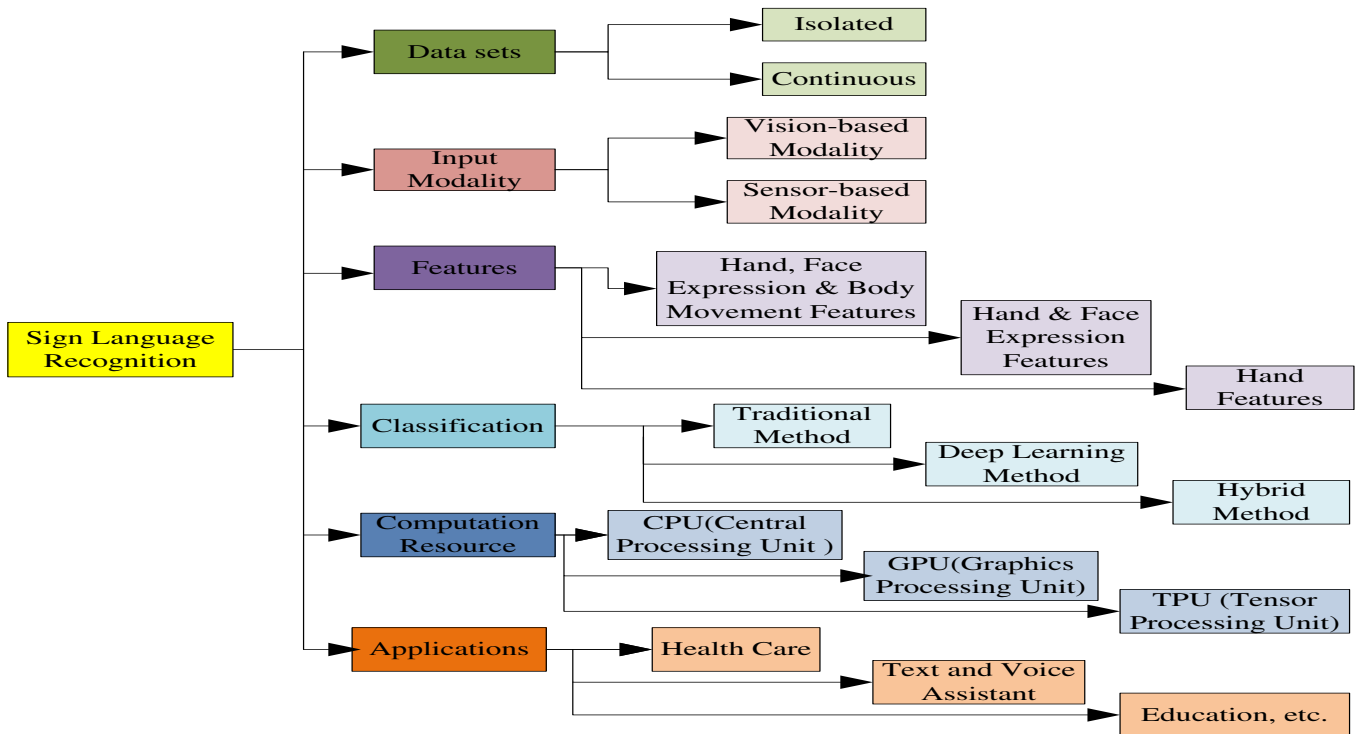 Isolated
Data sets
Continuous
Vision-based
Modality
Input
Modality
Sensor-based
Modality
Features
Hand, Face
Expression & Body
Movement Features
Hand & Face
Expression
Features
Hand
Features
Sign Language
Recognition
Classification
Traditional
Method
Deep Learning
Method
Hybrid
Method
Computation
Resource
CPU(Central
Processing Unit )
GPU(Graphics
Processing Unit)
TPU (Tensor
Processing Unit)
Applications
Health Care
Text and Voice
Assistant
Education, etc.